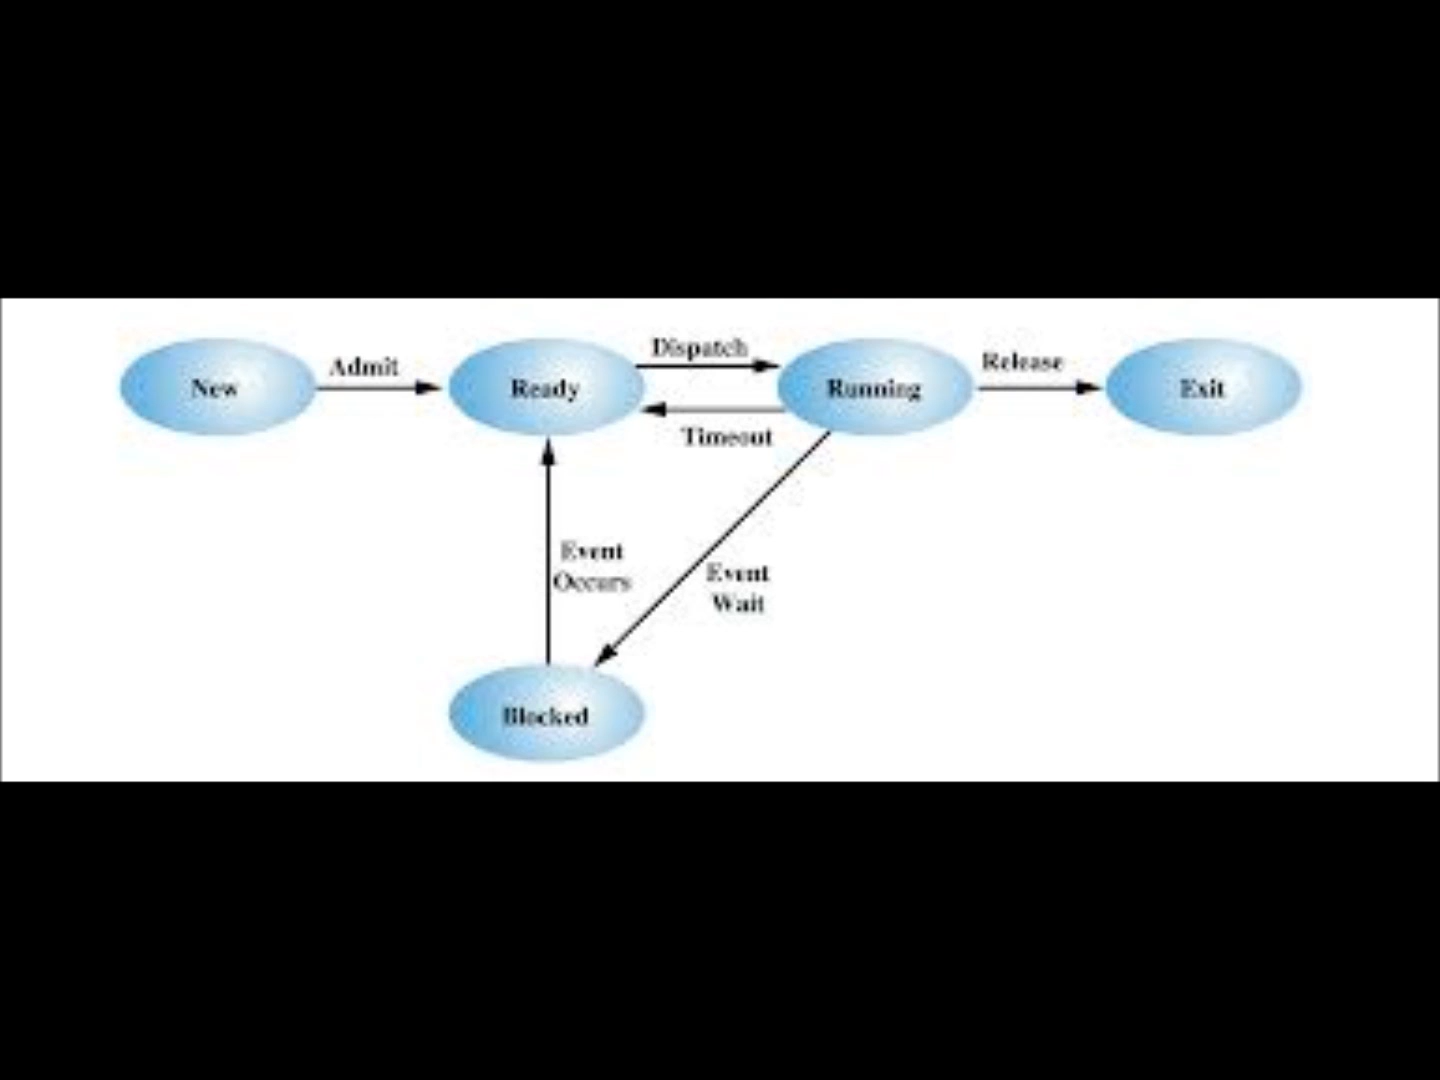 New
Admit
Ready
Dispatch
Timeout
Running
Release
Exit
Event
Occurs
Event
Wait
Blocked